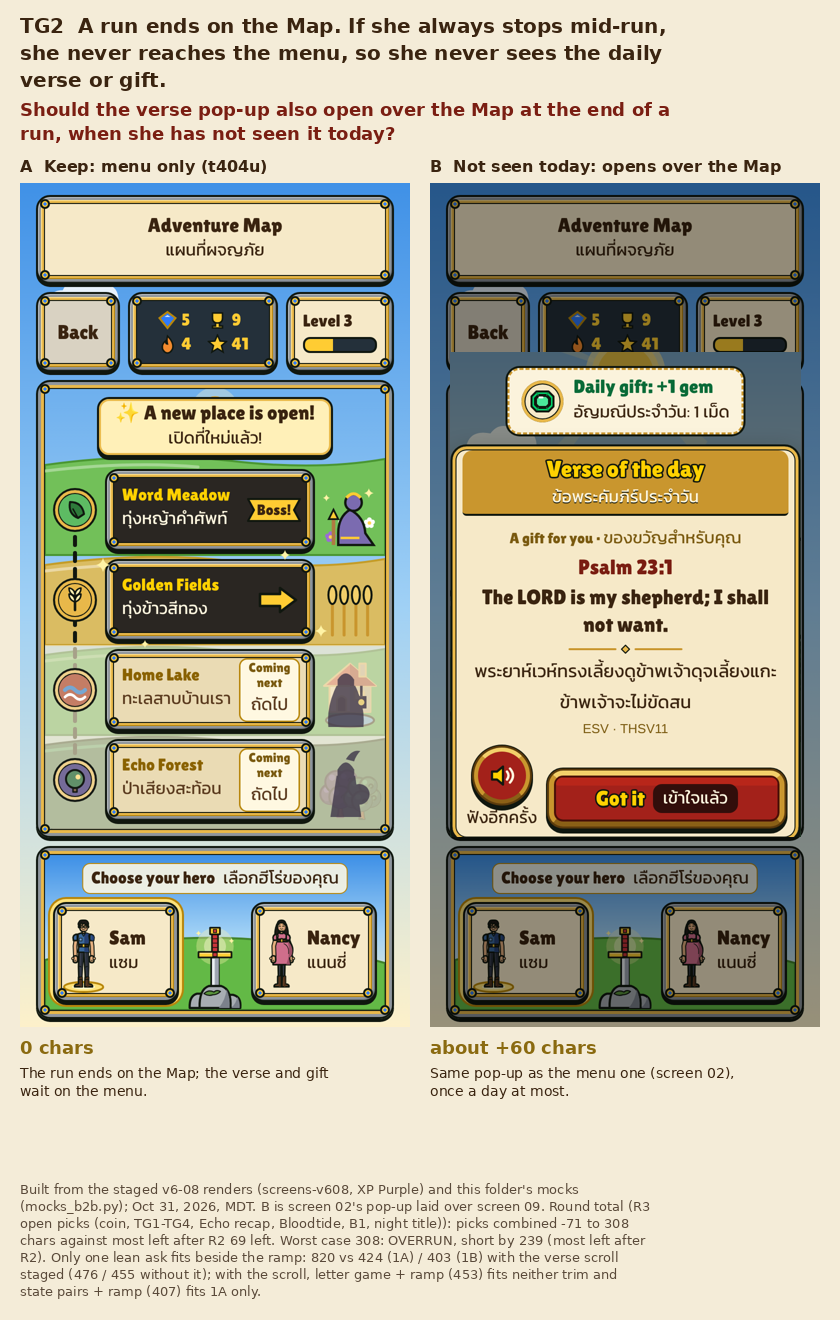 TG2 A run ends on the Map. If she always stops mid-run,
she never reaches the menu, so she never sees the daily
verse or gift.
Should the verse pop-up also open over the Map at the end of a
run, when she has not seen it today?
A Keep: menu only (t404u)
Adventure Map
แผนที่ผจญภัย
Back
5
9
4
41
Level 3
✨ A new place is open!
เปิดที่ใหม่แล้ว!
Word Meadow
ทุ่งหญ้าคำศัพท์
Boss!
Golden Fields
ทุ่งข้าวสีทอง
Home Lake
ทะเลสาบบ้านเรา
Coming
next
ถัดไป
Echo Forest
ป่าเสียงสะท้อน
Coming
next
ถัดไป
Choose your hero เลือกฮีโร่ของคุณ
Sam
แซม
Nancy
แนนซี่
0 chars
The run ends on the Map; the verse and gift
wait on the menu.
B Not seen today: opens over the Map
Adventure Map
แผนที่ผจญภัย
Back
5
9
4
41
Level 3
Daily gift: +1 gem
อัญมณีประจำวัน: 1 เม็ด
Verse of the day
ข้อพระคัมภีร์ประจำวัน
A gift for you · ของขวัญสำหรับคุณ
Psalm 23:1
The LORD is my shepherd; I shall
not want.
พระยาห์เวห์ทรงเลี้ยงดูข้าพเจ้าดุจเลี้ยงแกะ
ข้าพเจ้าจะไม่ขัดสน
ESV · THSV11
ฟังอีกครั้ง
Got it เข้าใจแล้ว
Choose your hero เลือกฮีโร่ของคุณ
Sam
แซม
Nancy
แนนซี่
about +60 chars
Same pop-up as the menu one (screen 02),
once a day at most.
Built from the staged v6-08 renders (screens-v608, XP Purple) and this folder's mocks
(mocks_b2b.py); Oct 31, 2026, MDT. B is screen 02's pop-up laid over screen 09. Round total (R3
open picks (coin, TG1-TG4, Echo recap, Bloodtide, B1, night title)): picks combined -71 to 308
chars against most left after R2 69 left. Worst case 308: OVERRUN, short by 239 (most left after
R2). Only one lean ask fits beside the ramp: 820 vs 424 (1A) / 403 (1B) with the verse scroll
staged (476 / 455 without it); with the scroll, letter game + ramp (453) fits neither trim and
state pairs + ramp (407) fits 1A only.